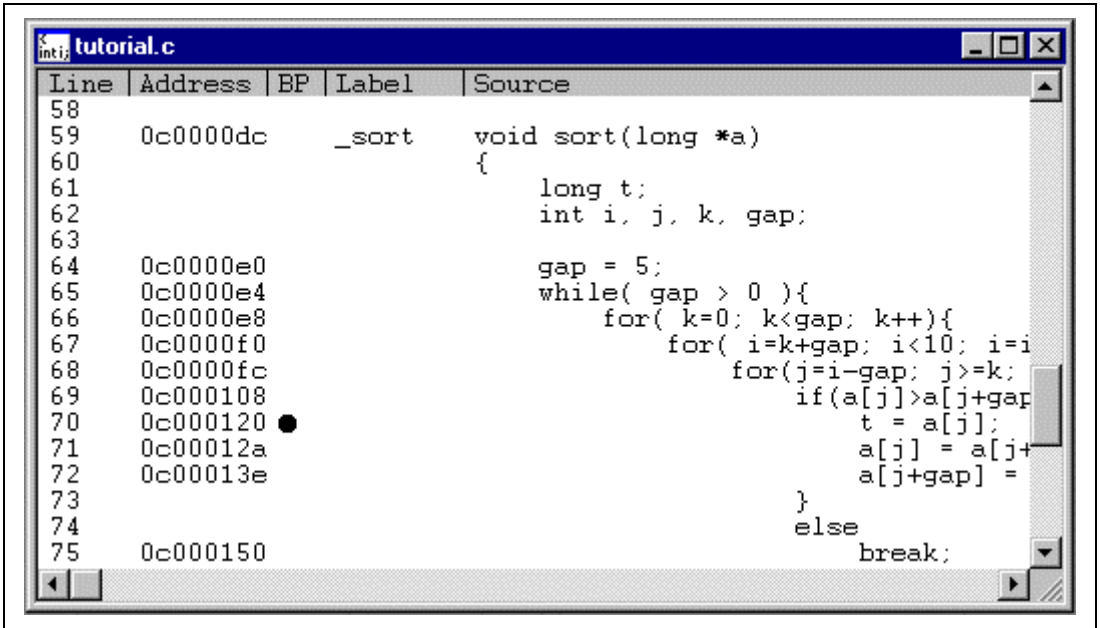 int i; tutorial.c
Line Address BP Label Source
58
59 0c0000dc _sort void sort(long *a)
60 {
61 long t;
62 int i, j, k, gap;
63
64 0c0000e0 gap = 5;
65 0c0000e4 while( gap > 0 ){
66 0c0000e8 for( k=0; k<gap; k++){
67 0c0000f0 for( i=k+gap; i<10; i=i
68 0c0000fc for(j=i-gap; j>=k;
69 0c000108 if(a[j]>a[j+gap
70 0c000120 ● t = a[j];
71 0c00012a a[j] = a[j+
72 0c00013e a[j+gap] =
73 }
74 else
75 0c000150 break;